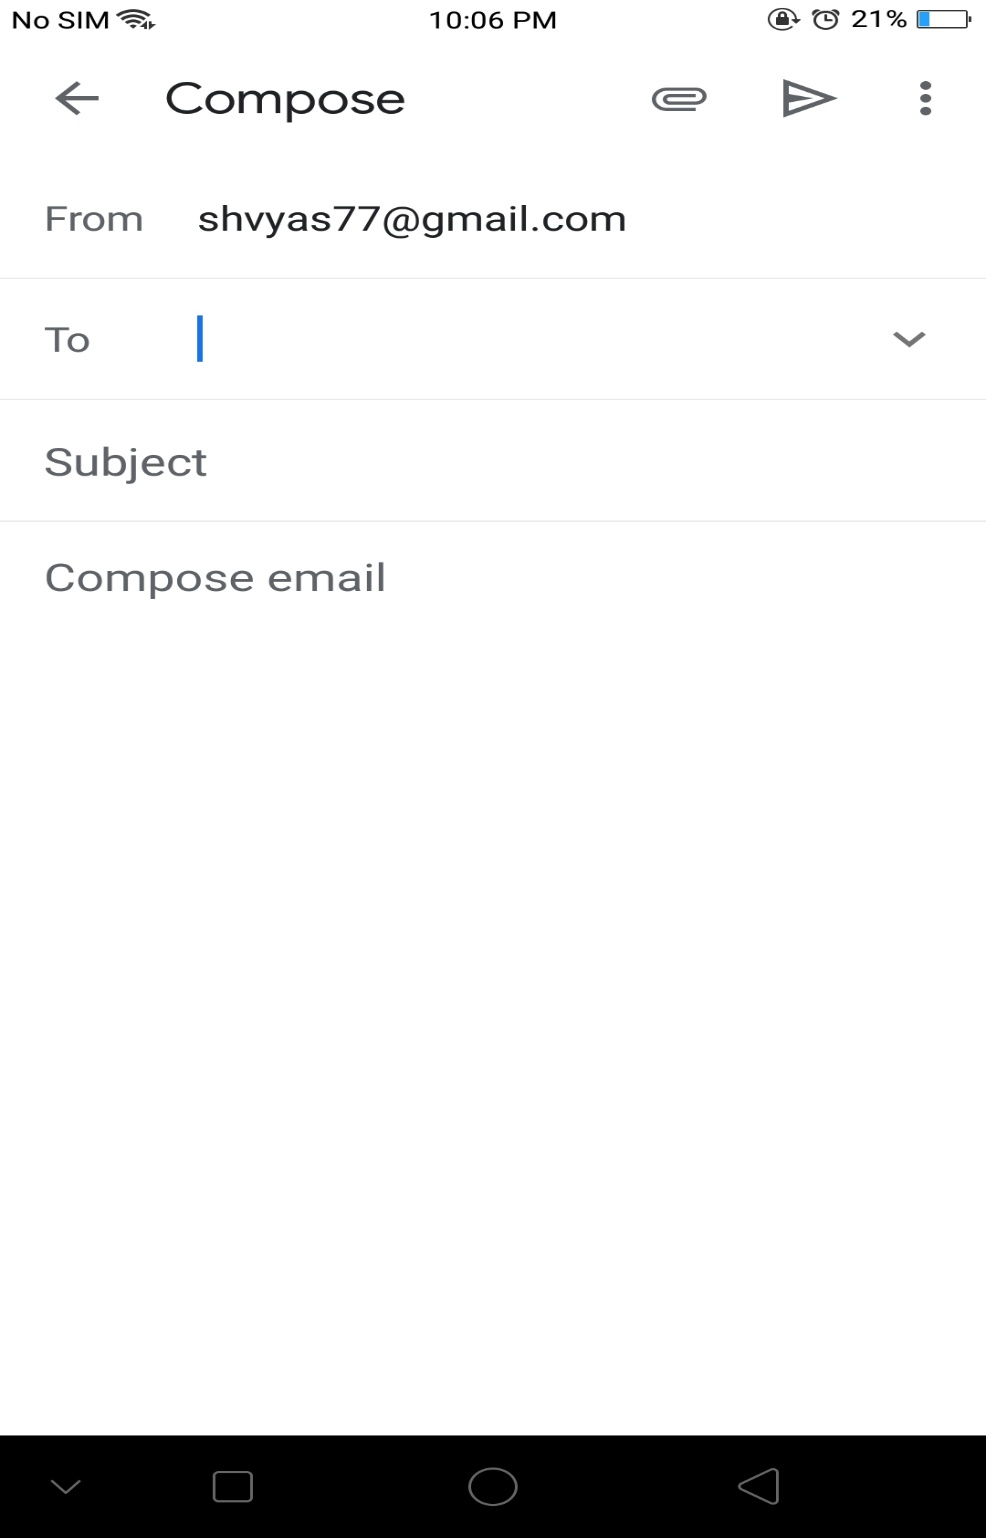 No SIM 10:06 PM 21%
Compose
From shvyas77@gmail.com
To
Subject
Compose email